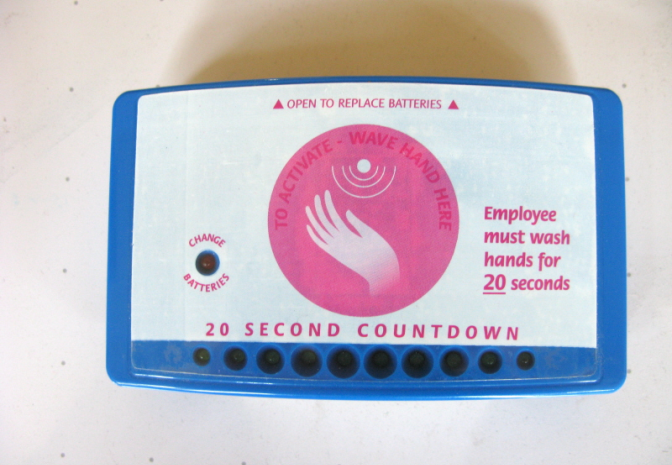 ▲ OPEN TO REPLACE BATTERIES ▲
TO ACTIVATE - WAVE HAND HERE
Employee
must wash
hands for
20 seconds
CHANGE
BATTERIES
20 SECOND COUNTDOWN